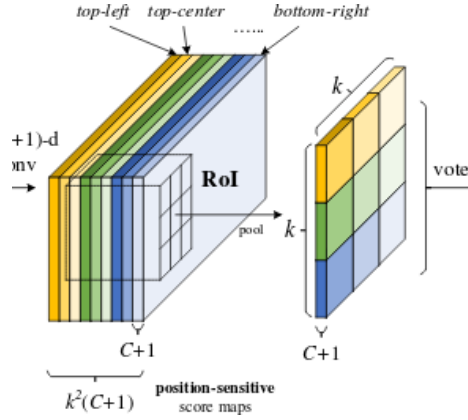 top-left top-center bottom-right
......
+1)-d
onv
RoI
pool
k
k
vote
C+1
C+1
k²(C+1)
position-sensitive
score maps